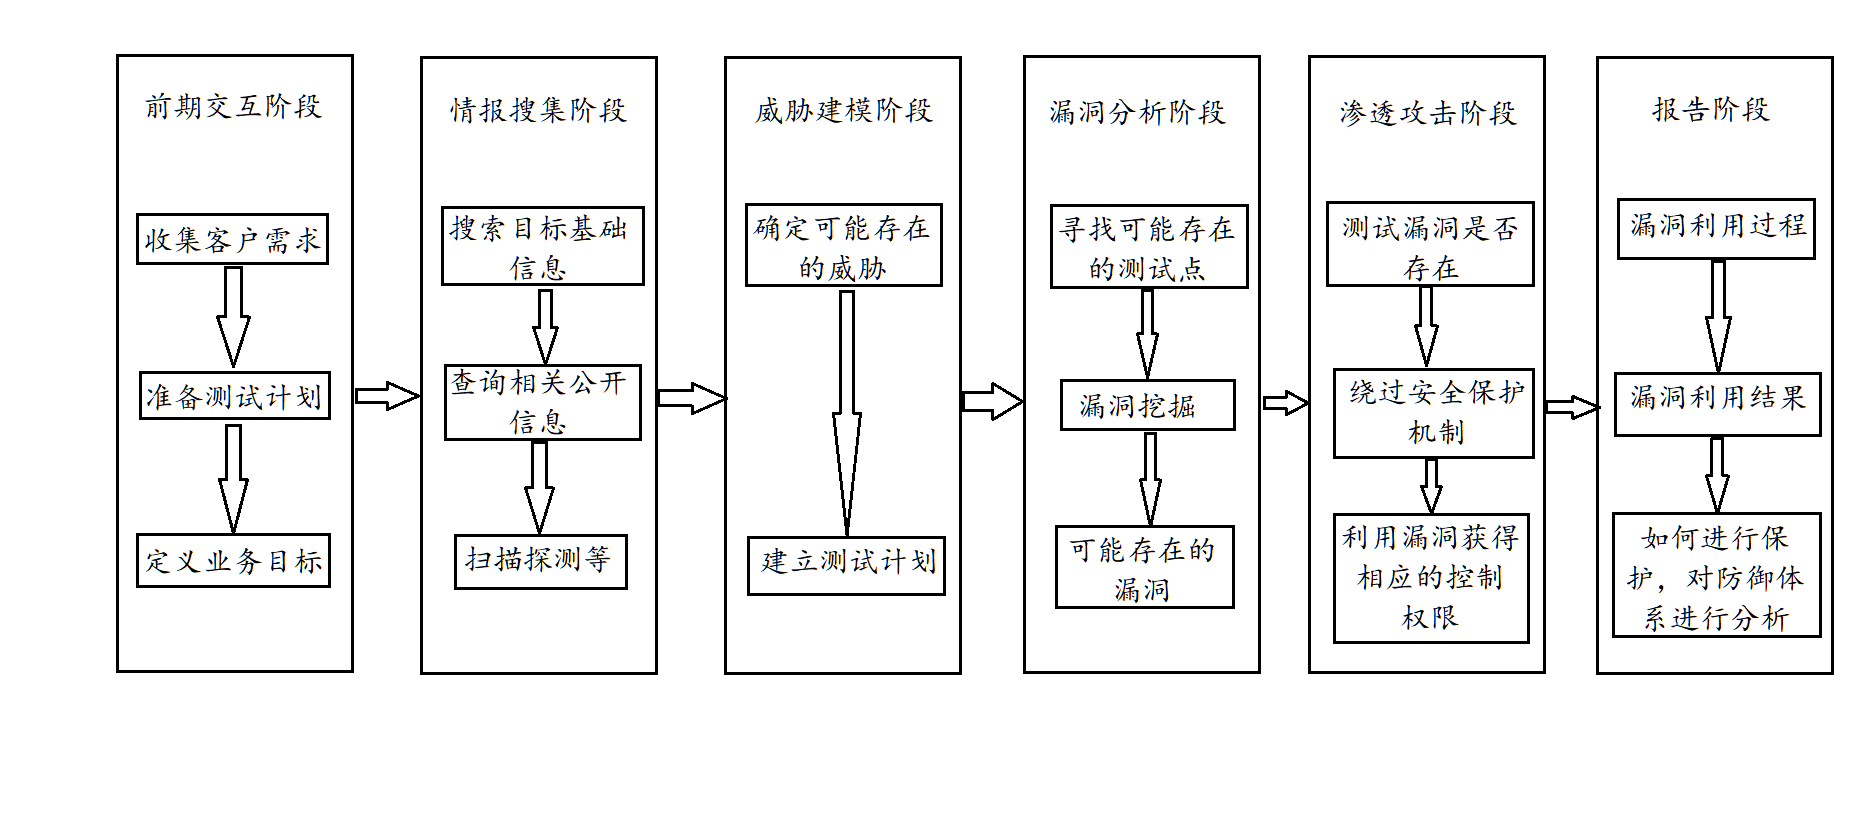 前期交互阶段
收集客户需求
准备测试计划
定义业务目标
情报搜集阶段
搜索目标基础
信息
查询相关公开
信息
扫描探测等
威胁建模阶段
确定可能存在
的威胁
建立测试计划
漏洞分析阶段
寻找可能存在
的测试点
漏洞挖掘
可能存在的
漏洞
渗透攻击阶段
测试漏洞是否
存在
绕过安全保护
机制
利用漏洞获得
相应的控制
权限
报告阶段
漏洞利用过程
漏洞利用结果
如何进行保
护，对防御体
系进行分析